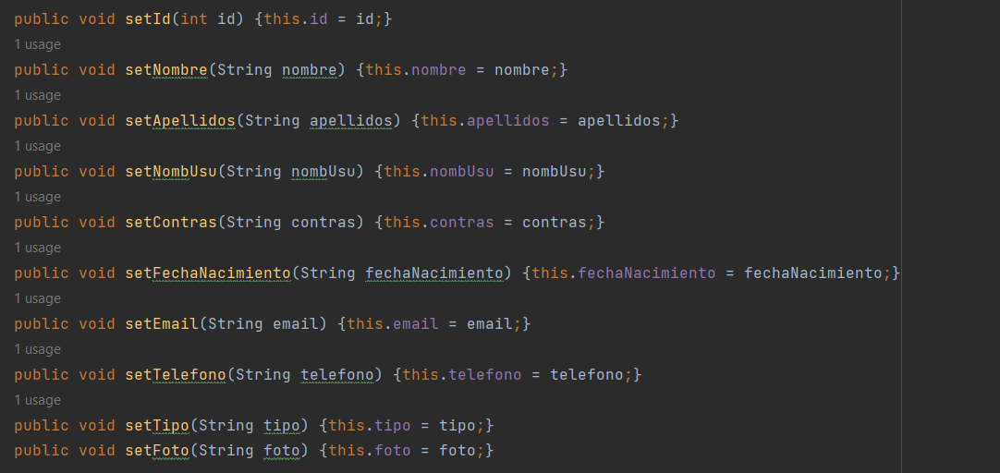 public void setId(int id) {this.id = id;}
1 usage
public void setNombre(String nombre) {this.nombre = nombre;}
1 usage
public void setApellidos(String apellidos) {this.apellidos = apellidos;}
1 usage
public void setNombUsu(String nombUsu) {this.nombUsu = nombUsu;}
1 usage
public void setContras(String contras) {this.contras = contras;}
1 usage
public void setFechaNacimiento(String fechaNacimiento) {this.fechaNacimiento = fechaNacimiento;}
1 usage
public void setEmail(String email) {this.email = email;}
1 usage
public void setTelefono(String telefono) {this.telefono = telefono;}
1 usage
public void setTipo(String tipo) {this.tipo = tipo;}
public void setFoto(String foto) {this.foto = foto;}